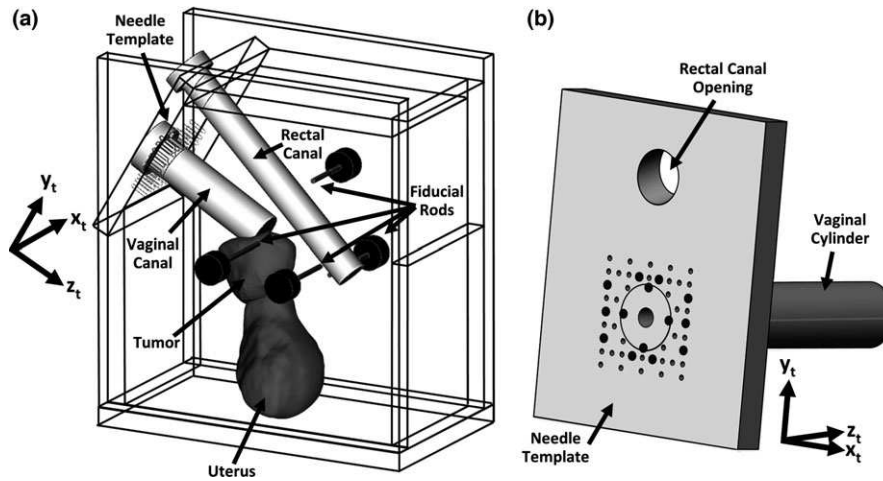 (a)
Needle
Template
Rectal
Canal
Fiducial
Rods
y_t
x_t
z_t
Vaginal
Canal
Tumor
Uterus
(b)
Rectal Canal
Opening
Vaginal
Cylinder
y_t
z_t
x_t
Needle
Template